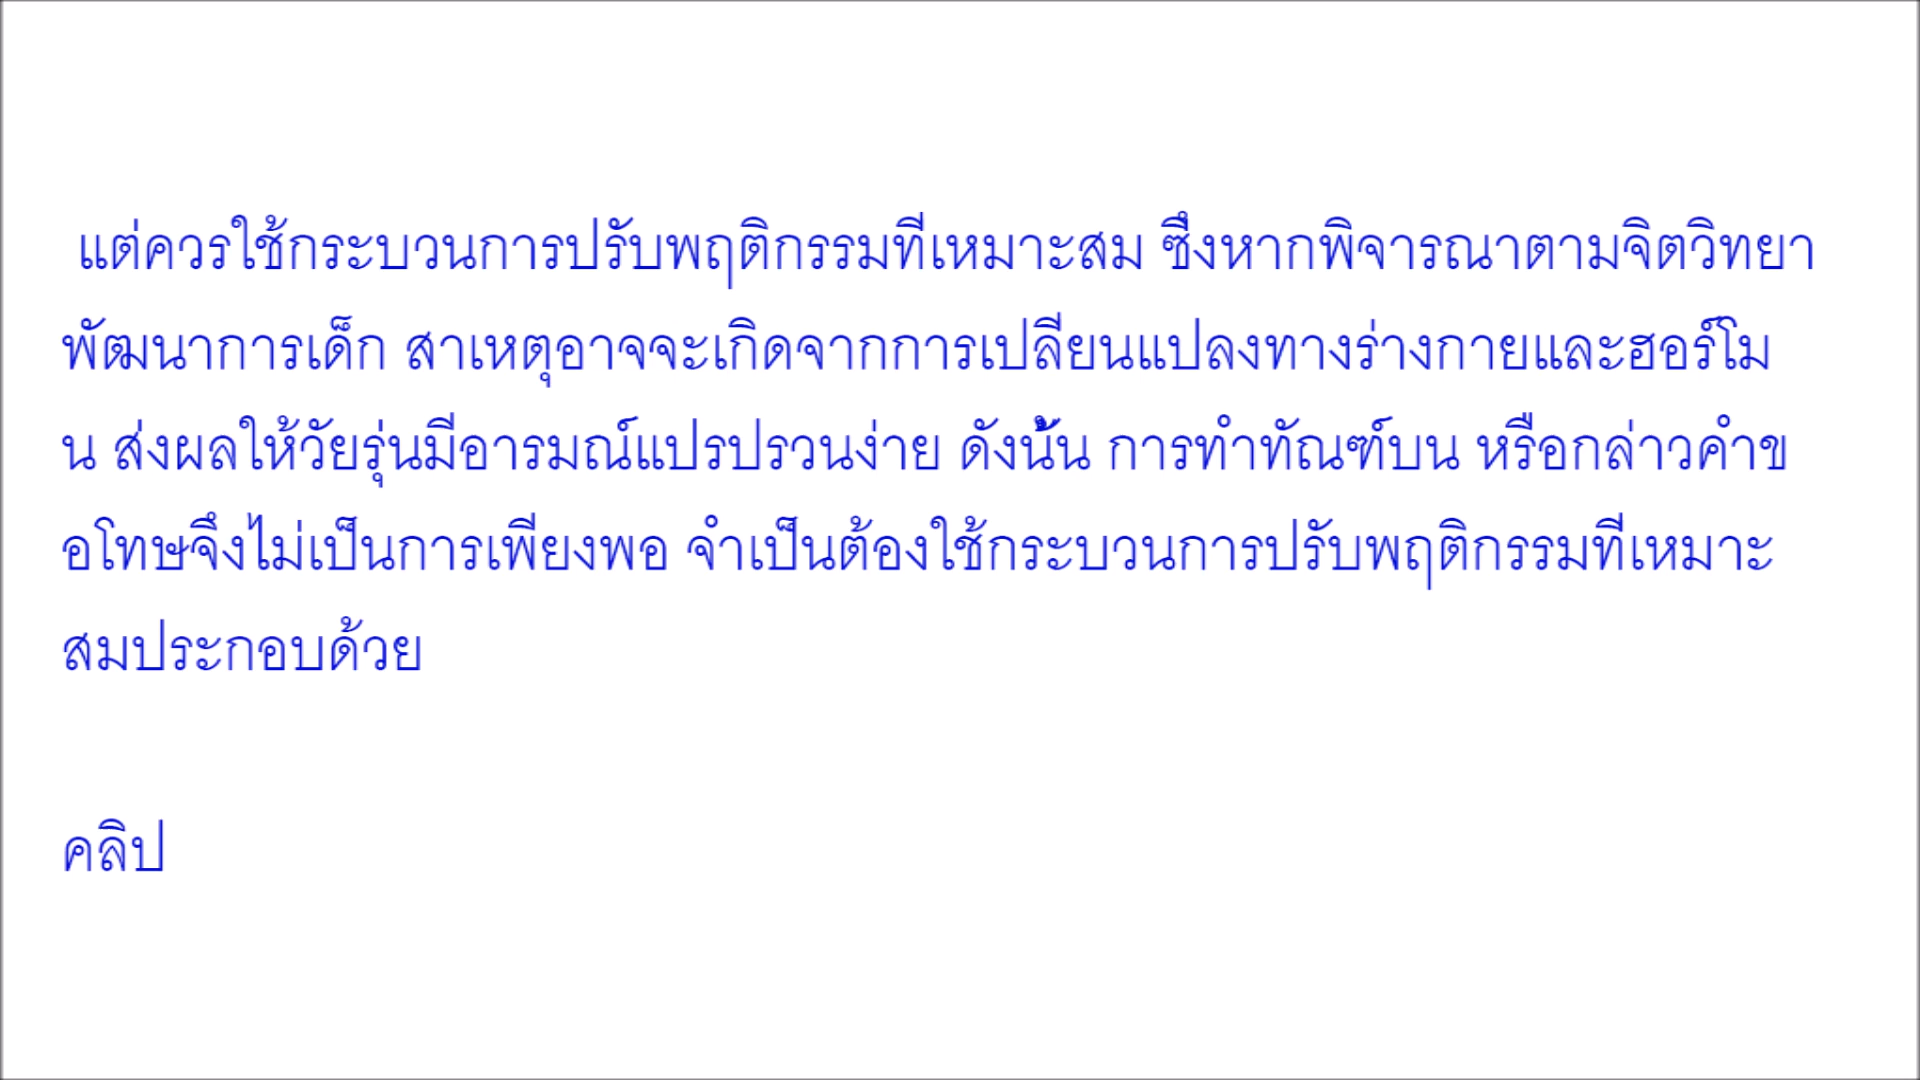 แต่ควรใช้กระบวนการปรับพฤติกรรมที่เหมาะสม ซึ่งหากพิจารณาตามจิตวิทยา
พัฒนาการเด็ก สาเหตุอาจจะเกิดจากการเปลี่ยนแปลงทางร่างกายและฮอร์โม
น ส่งผลให้วัยรุ่นมีอารมณ์แปรปรวนง่าย ดังนั้น การทำทัณฑ์บน หรือกล่าวคำข
อโทษจึงไม่เป็นการเพียงพอ จำเป็นต้องใช้กระบวนการปรับพฤติกรรมที่เหมาะ
สมประกอบด้วย
คลิป